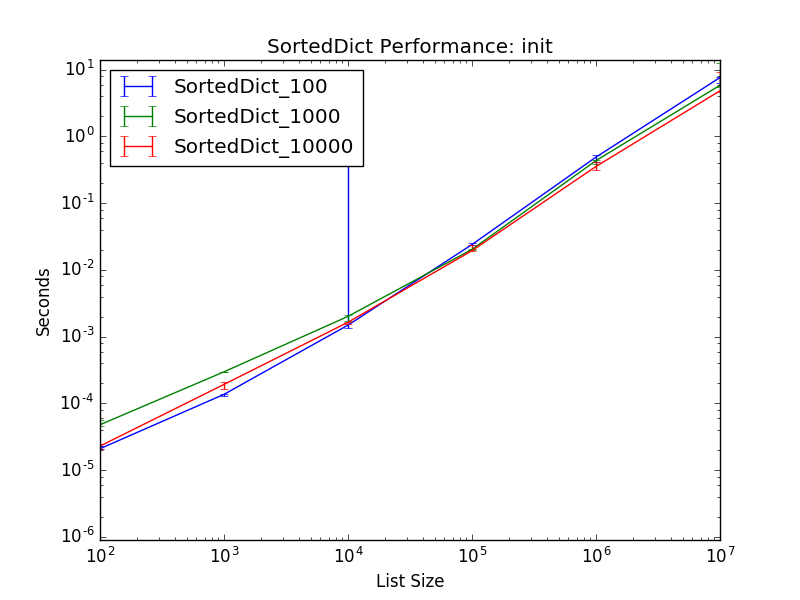 SortedDict Performance: init
SortedDict_100
SortedDict_1000
SortedDict_10000
10^1
10^0
10^-1
10^-2
10^-3
10^-4
10^-5
10^-6
Seconds
10^2 10^3 10^4 10^5 10^6 10^7
List Size